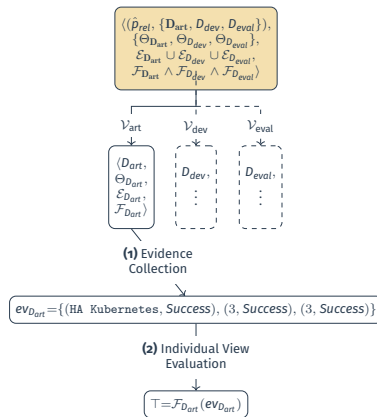 ⟨(p̂_rel, {D_art, D_dev, D_eval}),
{Θ_D_art, Θ_D_dev, Θ_D_eval},
ℰ_D_art ∪ ℰ_D_dev ∪ ℰ_D_eval,
ℱ_D_art ∧ ℱ_D_dev ∧ ℱ_D_eval⟩
𝒱_art 𝒱_dev 𝒱_eval
⟨D_art,
Θ_D_art,
ℰ_D_art,
ℱ_D_art⟩
D_dev,
⋮
D_eval,
⋮
(1) Evidence
Collection
ev_D_art={(HA Kubernetes, Success), (3, Success), (3, Success)}
(2) Individual View
Evaluation
⊤=ℱ_D_art(ev_D_art)